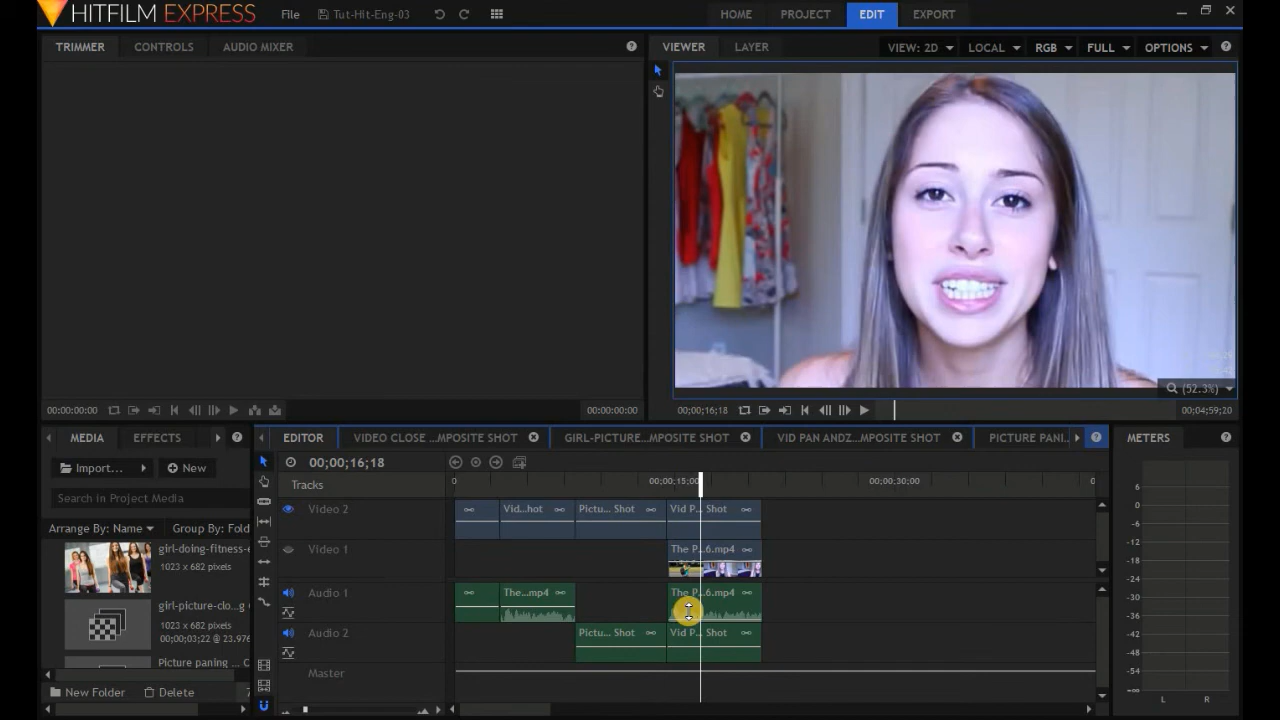 HITFILM EXPRESS
File
Tut-Hit-Eng-03
HOME
PROJECT
EDIT
EXPORT
TRIMMER
CONTROLS
AUDIO MIXER
VIEWER
LAYER
VIEW: 2D
LOCAL
RGB
FULL
OPTIONS
(52.3%)
00:00:00:00
00:00:00:00
00;00;16;18
00;04;59;20
MEDIA
EFFECTS
EDITOR
VIDEO CLOSE ...MPOSITE SHOT
GIRL-PICTURE...MPOSITE SHOT
VID PAN ANDZ...MPOSITE SHOT
PICTURE PANI...
METERS
Import...
New
00;00;16;18
Tracks
0
00;00;15;00
00;00;30;00
0
Search in Project Media
Arrange By: Name
Group By: Fold
girl-doing-fitness-e
1023 x 682 pixels
girl-picture-clo...g
1023 x 682 pixels
00;00;03;22 @ 23.976
Picture paning ... C
New Folder
Delete
7
Video 2
Vid...hot
Pictu... Shot
Vid P... Shot
Video 1
The P...6.mp4
Audio 1
The...mp4
The P...6.mp4
Audio 2
Pictu... Shot
Vid P... Shot
Master
6
0
-6
-12
-18
-24
-30
-36
-42
-48
-54
-∞
L
R